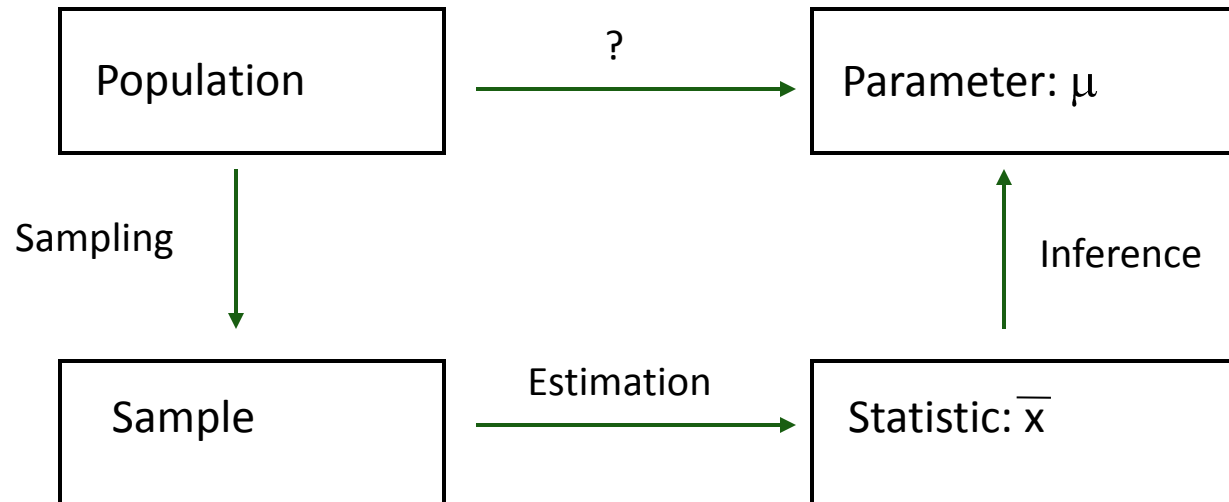 ?
Population
Parameter: μ
Sampling
Inference
Estimation
Sample
Statistic: x̅